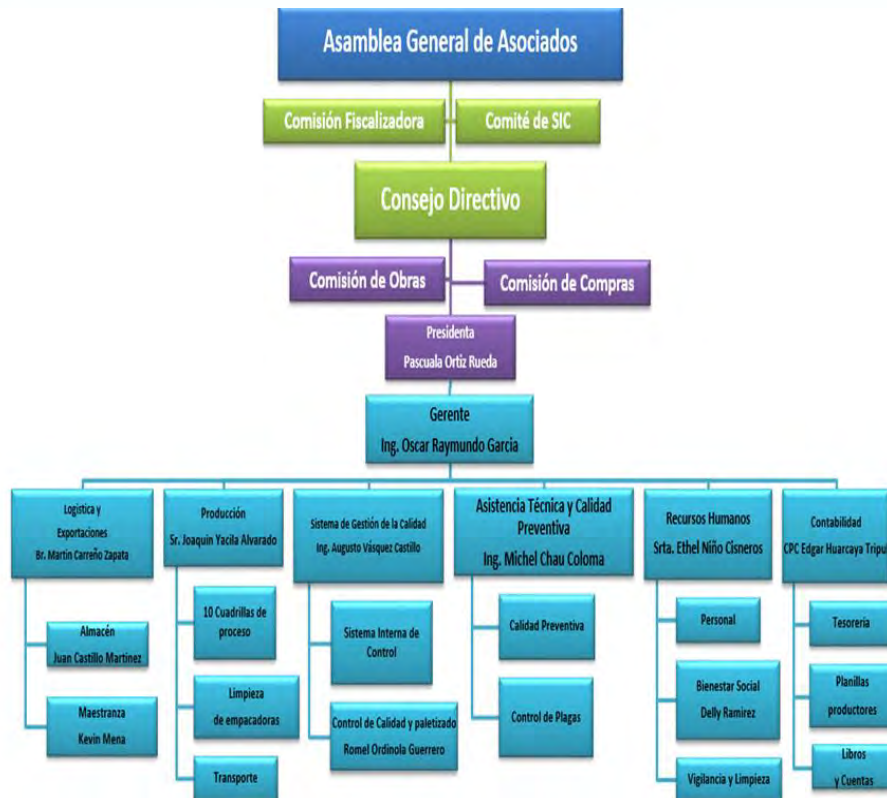 Asamblea General de Asociados
Comisión Fiscalizadora
Comité de SIC
Consejo Directivo
Comisión de Obras
Comisión de Compras
Presidenta
Pascuala Ortiz Rueda
Gerente
Ing. Oscar Raymundo Garcia
Logística y
Exportaciones
Br. Martin Carreño Zapata
Almacén
Juan Castillo Martinez
Maestranza
Kevin Mena
Producción
Sr. Joaquin Yacila Alvarado
10 Cuadrillas de
proceso
Limpieza
de empacadoras
Transporte
Sistema de Gestión de la Calidad
Ing. Augusto Vásquez Castillo
Sistema Interna de
Control
Control de Calidad y paletizado
Romel Ordinola Guerrero
Asistencia Técnica y Calidad
Preventiva
Ing. Michel Chau Coloma
Calidad Preventiva
Control de Plagas
Recursos Humanos
Srta. Ethel Niño Cisneros
Personal
Bienestar Social
Delly Ramirez
Vigilancia y Limpieza
Contabilidad
CPC Edgar Huarcaya
Tesoreria
Planillas
productores
Libros
y Cuentas